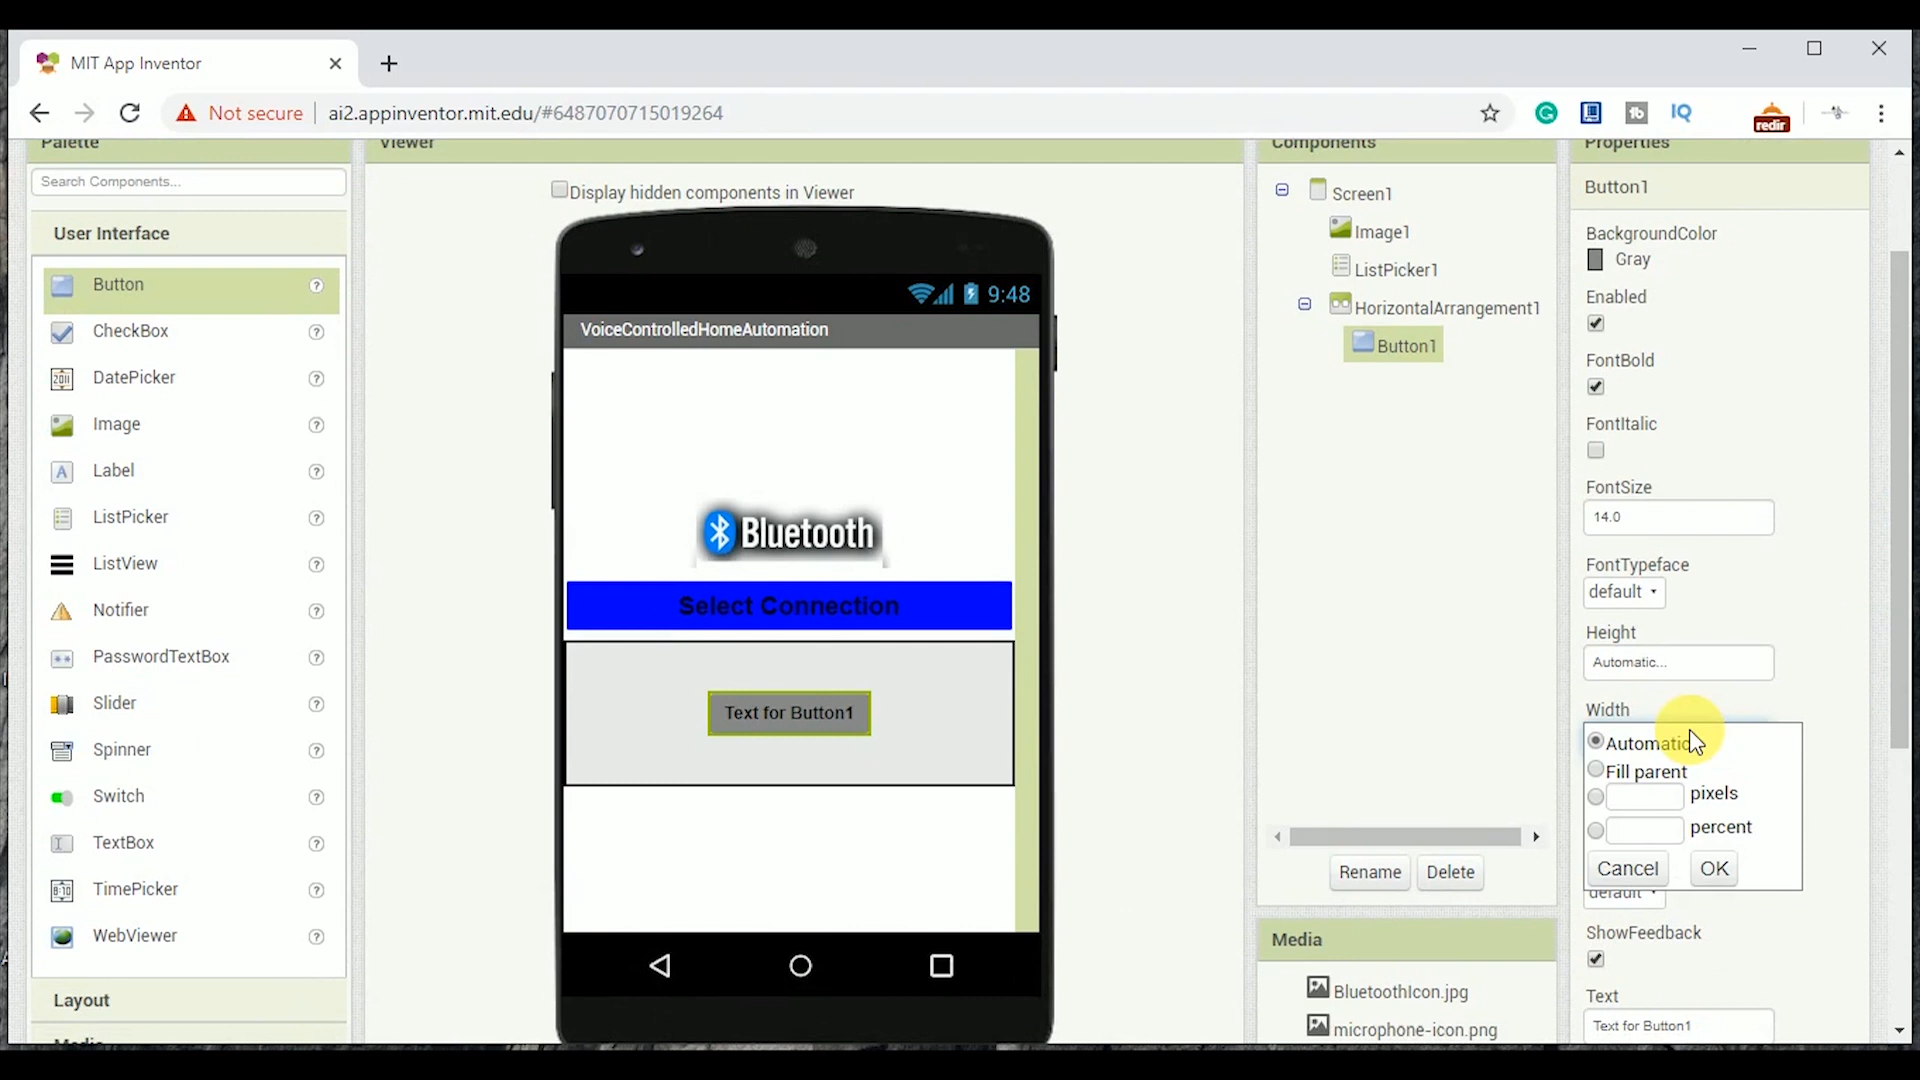 MIT App Inventor
Not secure
ai2.appinventor.mit.edu/#6487070715019264
redir
Palette
Search Components...
User Interface
Button
CheckBox
DatePicker
Image
Label
ListPicker
ListView
Notifier
PasswordTextBox
Slider
Spinner
Switch
TextBox
TimePicker
WebViewer
Layout
Media
Viewer
Display hidden components in Viewer
9:48
VoiceControlledHomeAutomation
Bluetooth
Select Connection
Text for Button1
Components
Screen1
Image1
ListPicker1
HorizontalArrangement1
Button1
Rename
Delete
Media
BluetoothIcon.jpg
microphone-icon.png
Properties
Button1
BackgroundColor
Gray
Enabled
FontBold
FontItalic
FontSize
14.0
FontTypeface
default
Height
Automatic...
Width
Automatic
Fill parent
pixels
percent
Cancel
OK
default
ShowFeedback
Text
Text for Button1